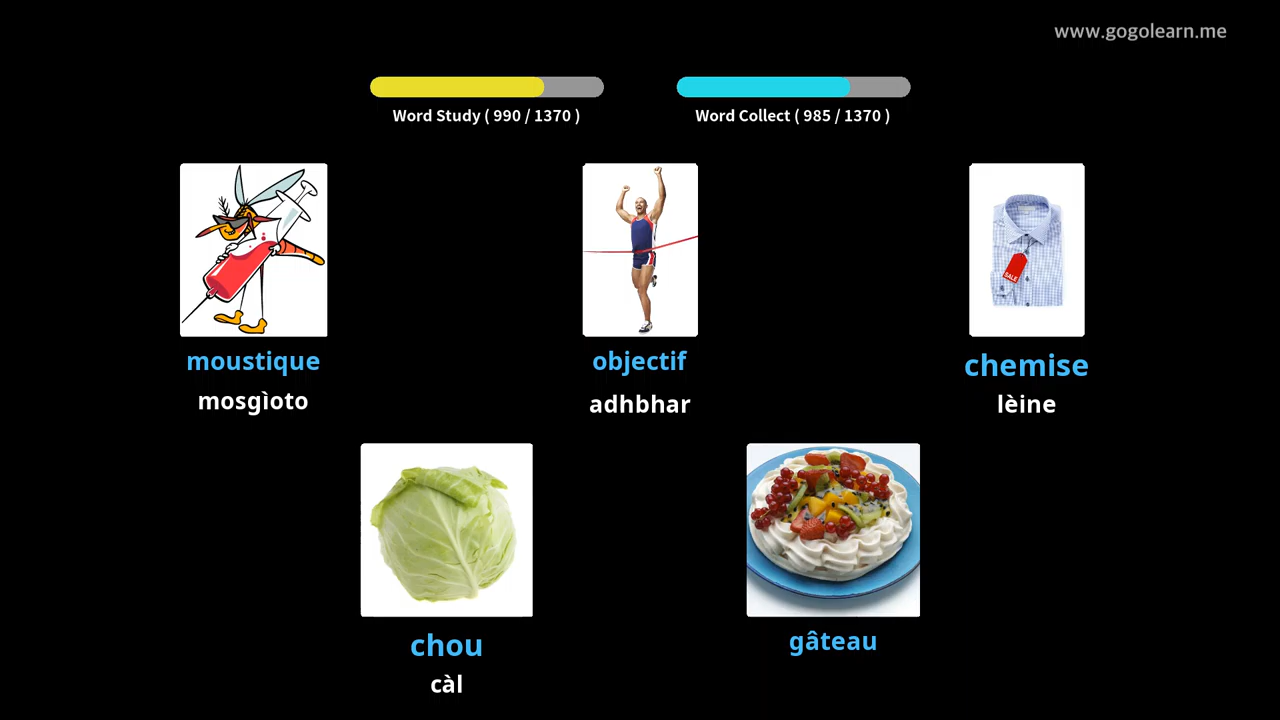 www.gogolearn.me
Word Study ( 990 / 1370 )
Word Collect ( 985 / 1370 )
SALE
moustique
mosgìoto
objectif
adhbhar
chemise
lèine
chou
càl
gâteau